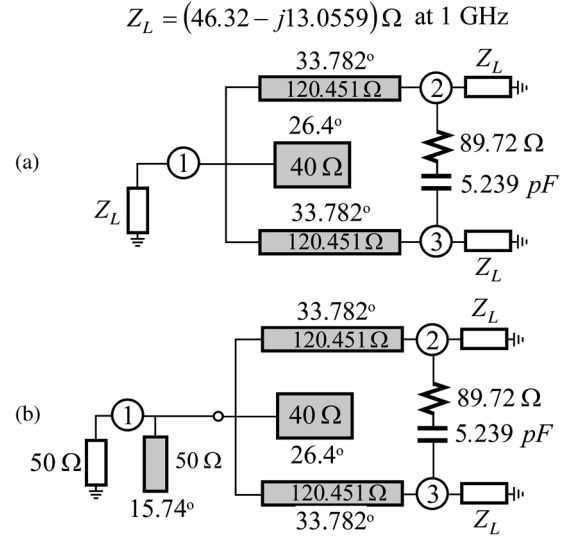 Z_L = (46.32 − j13.0559) Ω at 1 GHz
33.782°
Z_L
120.451 Ω
2
26.4°
89.72 Ω
(a)
1
40 Ω
5.239 pF
Z_L
33.782°
120.451 Ω
3
Z_L
33.782°
Z_L
120.451 Ω
2
(b)
1
40 Ω
89.72 Ω
5.239 pF
50 Ω
50 Ω
26.4°
15.74°
120.451 Ω
3
33.782°
Z_L